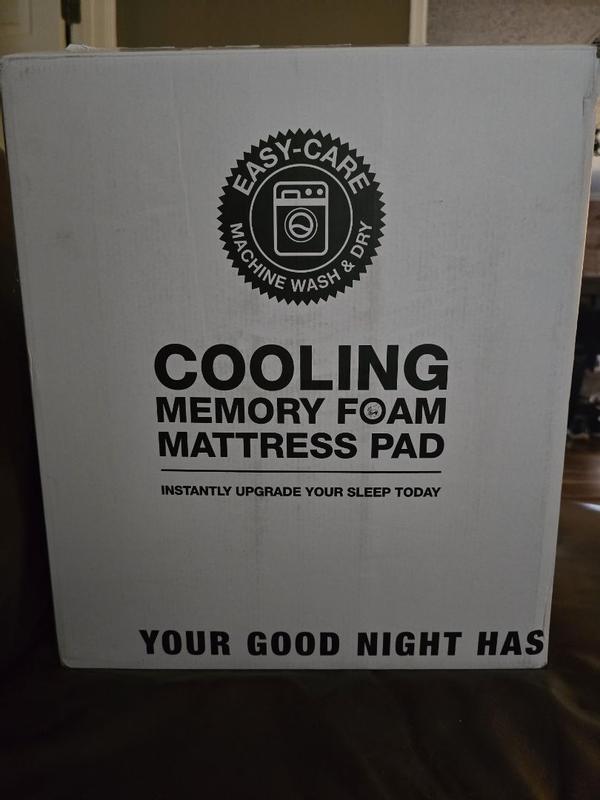 EASY-CARE
MACHINE WASH & DRY
COOLING
MEMORY FOAM
MATTRESS PAD
INSTANTLY UPGRADE YOUR SLEEP TODAY
YOUR GOOD NIGHT HAS